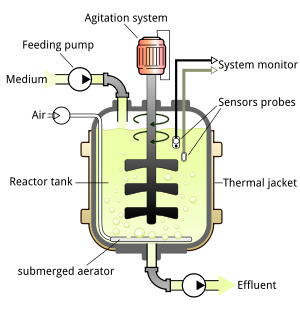 Agitation system
Feeding pump
System monitor
Medium
Sensors probes
Air
Reactor tank
Thermal jacket
submerged aerator
Effluent